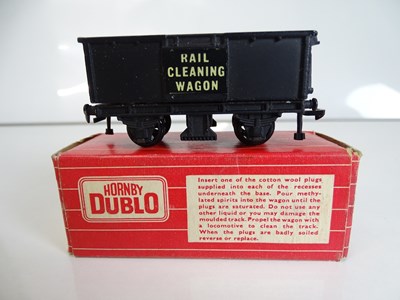 RAIL
CLEANING
WAGON
HORNBY
DUBLO
Insert one of the cotton wool plugs
supplied into each of the recesses
underneath the base. Pour methy-
lated spirits into the wagon until
the plugs are saturated. Do not use any
other liquid or you may damage the
moulded track. Propel the wagon with
a locomotive to clean the track.
When the plugs are badly soiled
reverse or replace.